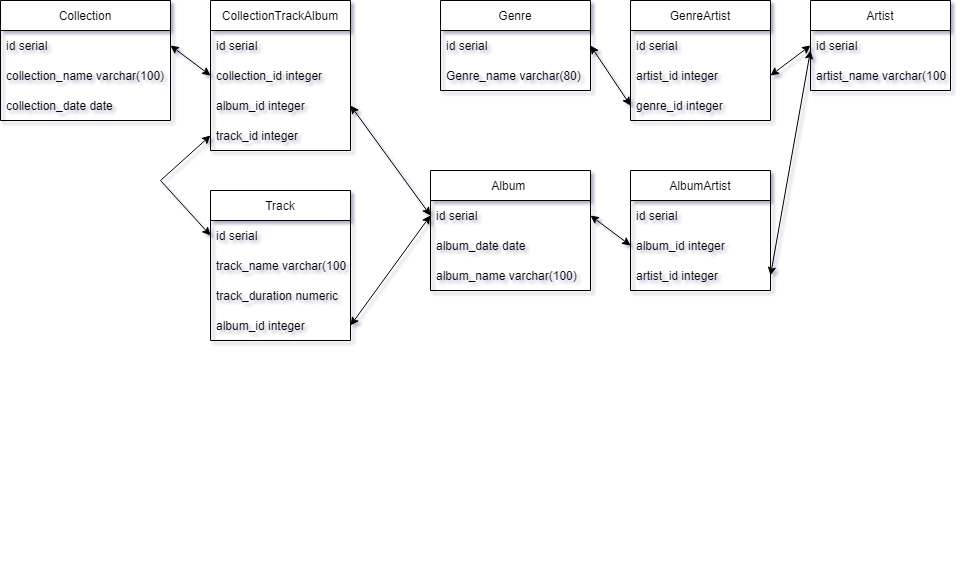 Collection
id serial
collection_name varchar(100)
collection_date date
CollectionTrackAlbum
id serial
collection_id integer
album_id integer
track_id integer
Genre
id serial
Genre_name varchar(80)
GenreArtist
id serial
artist_id integer
genre_id integer
Artist
id serial
artist_name varchar(100
Track
id serial
track_name varchar(100
track_duration numeric
album_id integer
Album
id serial
album_date date
album_name varchar(100)
AlbumArtist
id serial
album_id integer
artist_id integer